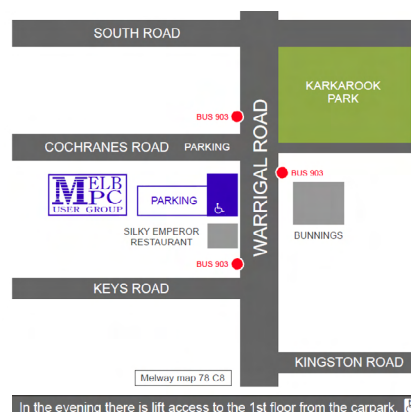 SOUTH ROAD
KARKAROOK
PARK
BUS 903
WARRIGAL ROAD
COCHRANES ROAD PARKING
BUS 903
MELB
PC
USER GROUP
PARKING
SILKY EMPEROR
RESTAURANT
BUNNINGS
BUS 903
KEYS ROAD
KINGSTON ROAD
Melway map 78 C8
In the evening there is lift access to the 1st floor from the carpark.